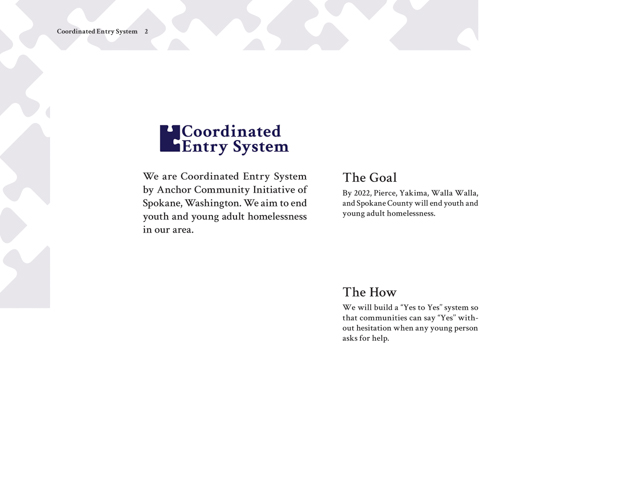 Coordinated Entry System 2
Coordinated
Entry System
We are Coordinated Entry System
by Anchor Community Initiative of
Spokane, Washington. We aim to end
youth and young adult homelessness
in our area.
The Goal
By 2022, Pierce, Yakima, Walla Walla,
and Spokane County will end youth and
young adult homelessness.
The How
We will build a “Yes to Yes” system so
that communities can say “Yes” with-
out hesitation when any young person
asks for help.